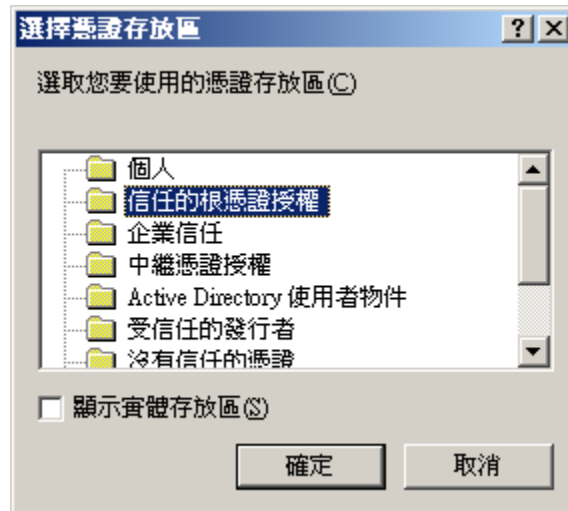 選擇憑證存放區
選取您要使用的憑證存放區(C)
個人
信任的根憑證授權
企業信任
中繼憑證授權
Active Directory 使用者物件
受信任的發行者
沒有信任的憑證
顯示實體存放區(S)
確定 取消